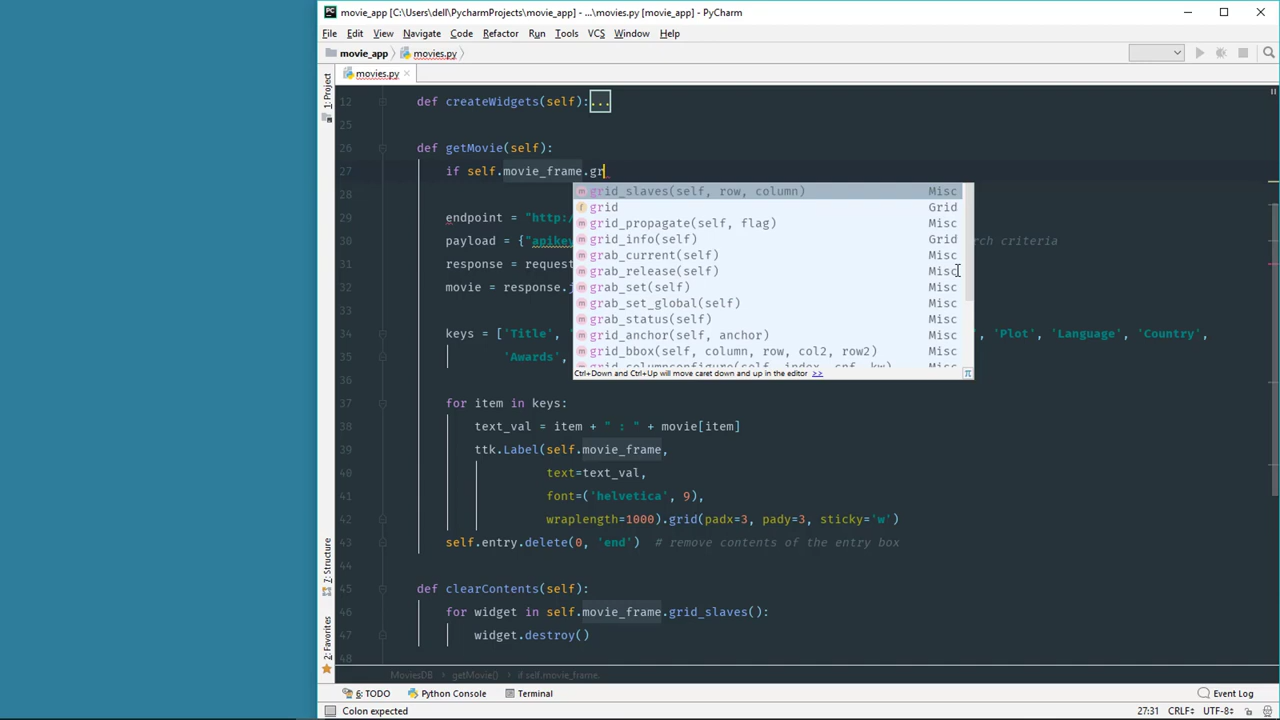 movie_app [C:\Users\dell\PycharmProjects\movie_app] - ...\movies.py [movie_app] - PyCharm
File Edit View Navigate Code Refactor Run Tools VCS Window Help
movie_app movies.py
1: Project
movies.py
12 def createWidgets(self):...
25
26 def getMovie(self):
27 if self.movie_frame.gr
grid_slaves(self, row, column) Misc
grid Grid
grid_propagate(self, flag) Misc
grid_info(self) Grid
grab_current(self) Misc
grab_release(self) Misc
grab_set(self) Misc
grab_set_global(self) Misc
grab_status(self) Misc
grid_anchor(self, anchor) Misc
grid_bbox(self, column, row, col2, row2) Misc
grid_columnconfigure(self, index, cnf, kw) Misc
Ctrl+Down and Ctrl+Up will move caret down and up in the editor >>
28
29 endpoint = "http:/
30 payload = {"apikey rch criteria
31 response = request
32 movie = response.j
33
34 keys = ['Title', ' ', 'Plot', 'Language', 'Country',
35 'Awards',
36
37 for item in keys:
38 text_val = item + " : " + movie[item]
39 ttk.Label(self.movie_frame,
40 text=text_val,
41 font=('helvetica', 9),
42 wraplength=1000).grid(padx=3, pady=3, sticky='w')
43 self.entry.delete(0, 'end') # remove contents of the entry box
44
45 def clearContents(self):
46 for widget in self.movie_frame.grid_slaves():
47 widget.destroy()
48
7: Structure
2: Favorites
MoviesDB getMovie() if self.movie_frame.
6: TODO Python Console Terminal Event Log
Colon expected 27:31 CRLF UTF-8